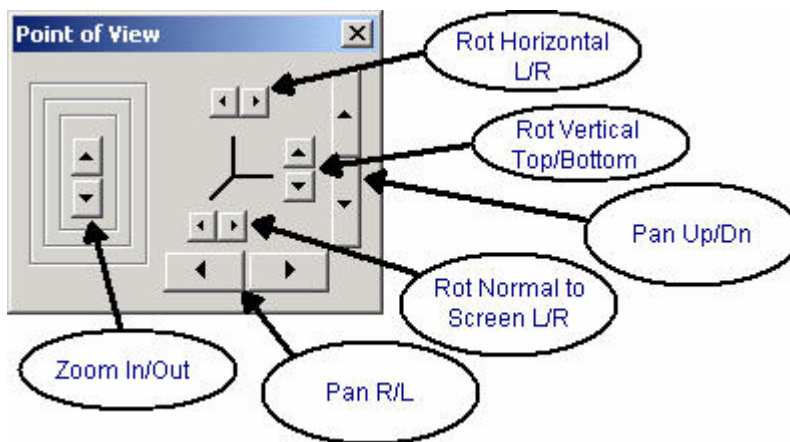 Point of View
Rot Horizontal
L/R
Rot Vertical
Top/Bottom
Pan Up/Dn
Rot Normal to
Screen L/R
Zoom In/Out
Pan R/L